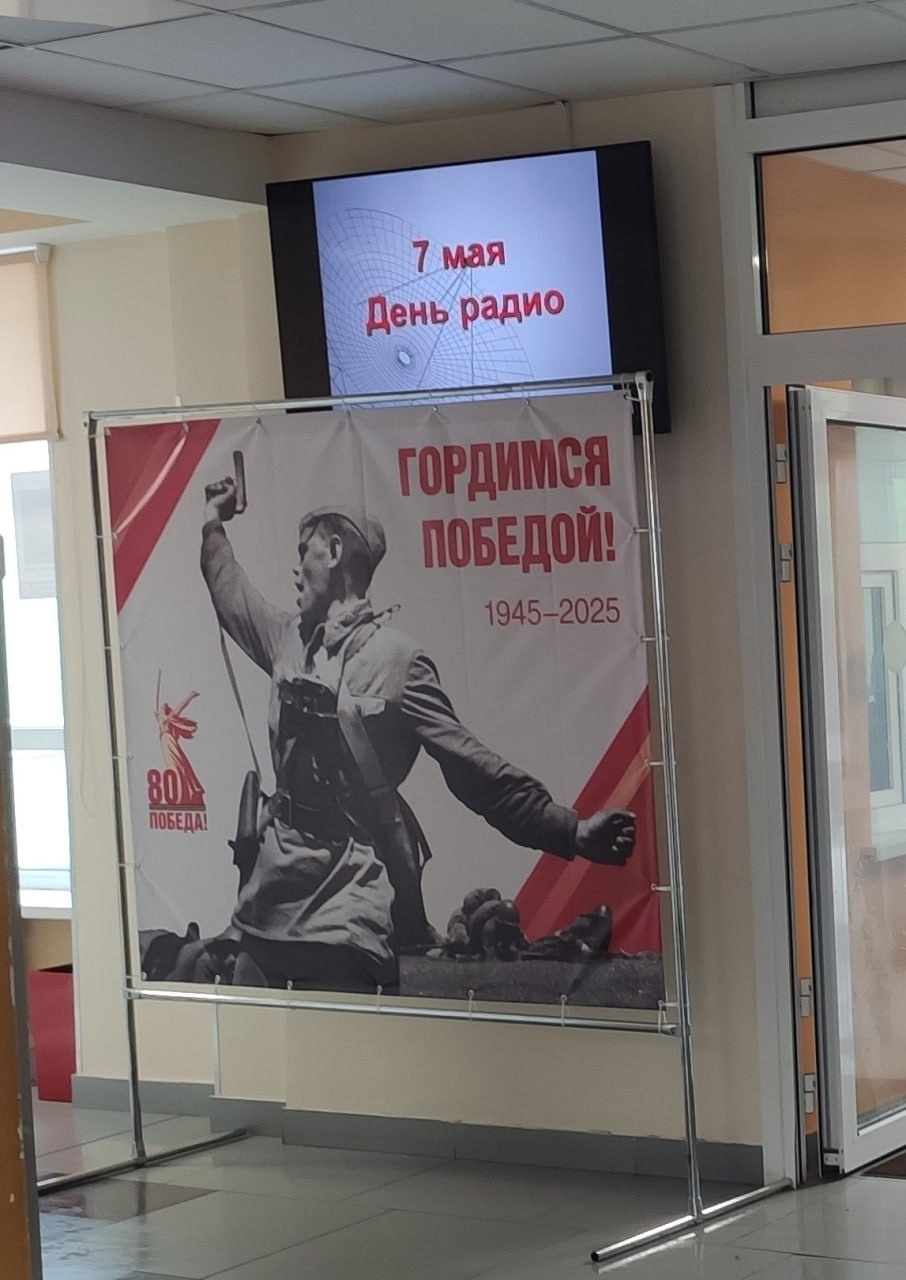 7 мая
День радио
ГОРДИМСЯ
ПОБЕДОЙ!
1945–2025
80
ПОБЕДА!